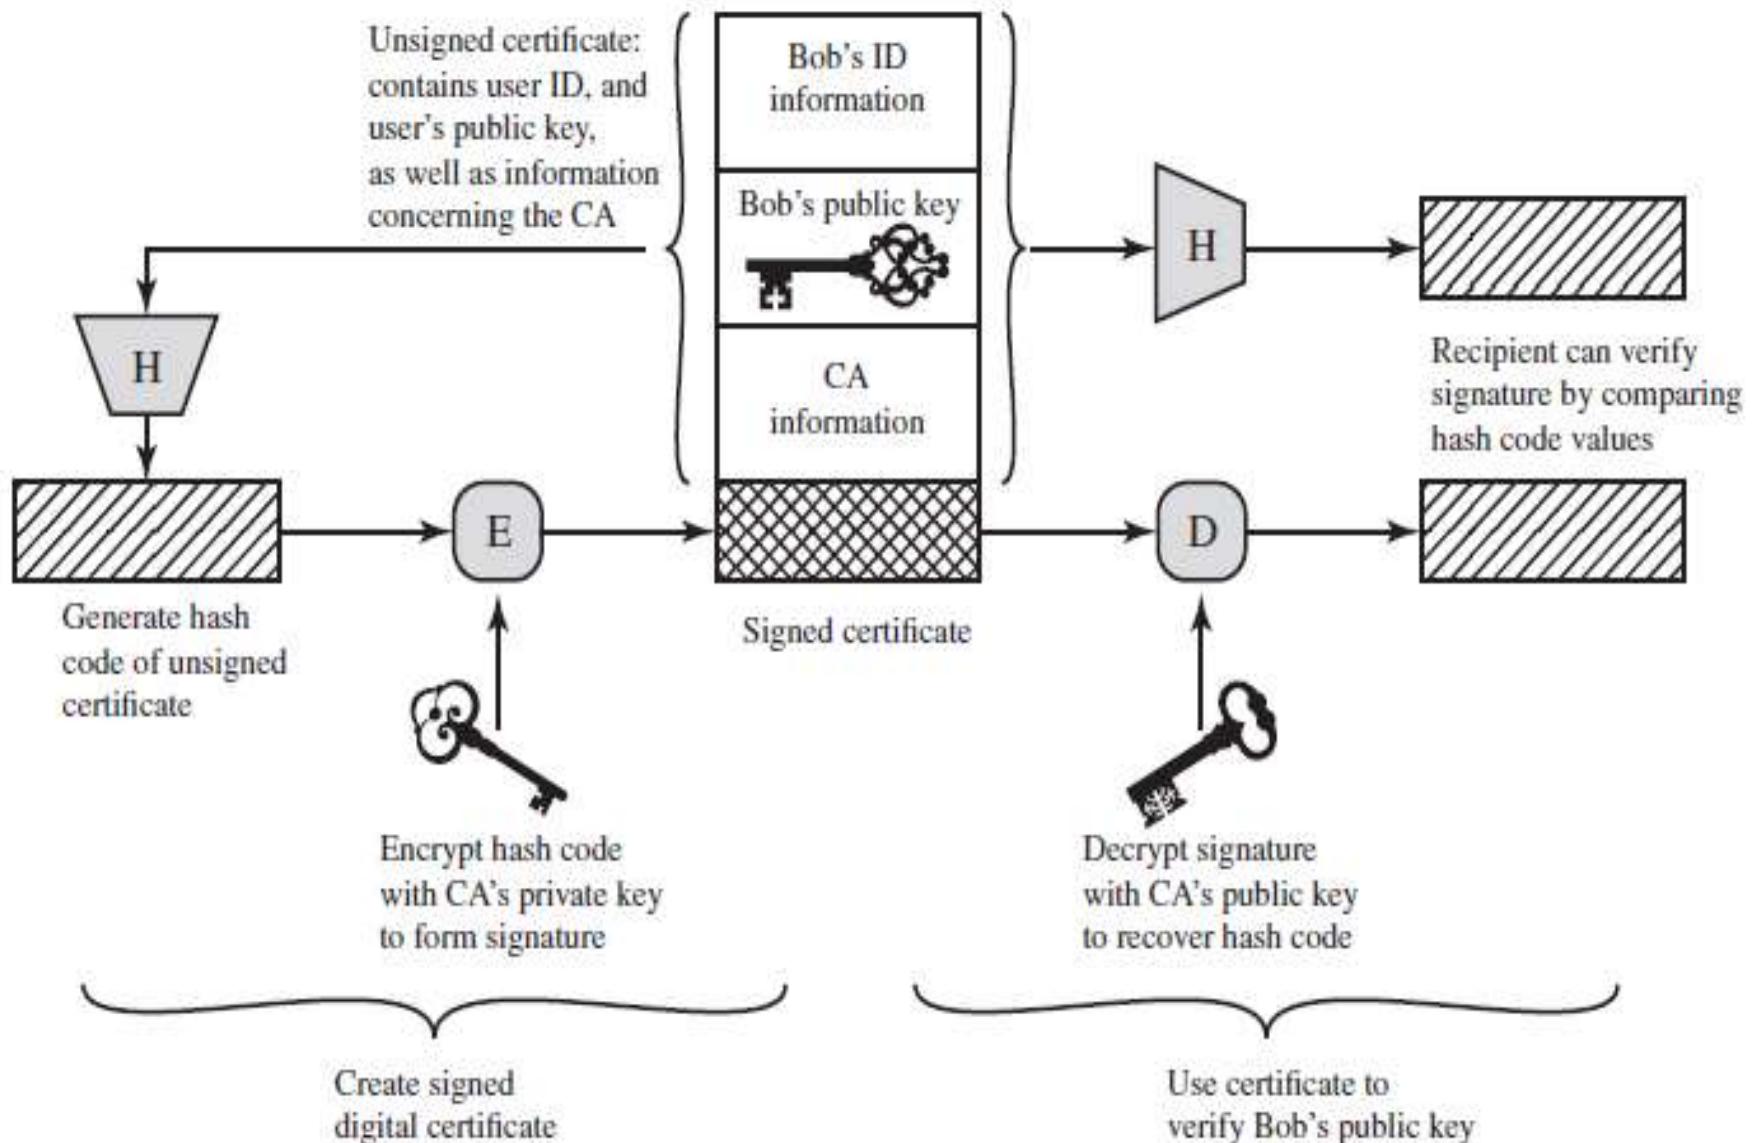 Unsigned certificate:
contains user ID, and
user's public key,
as well as information
concerning the CA
Bob's ID
information
Bob's public key
CA
information
H
H
Recipient can verify
signature by comparing
hash code values
E
D
Generate hash
code of unsigned
certificate
Signed certificate
Encrypt hash code
with CA's private key
to form signature
Decrypt signature
with CA's public key
to recover hash code
Create signed
digital certificate
Use certificate to
verify Bob's public key